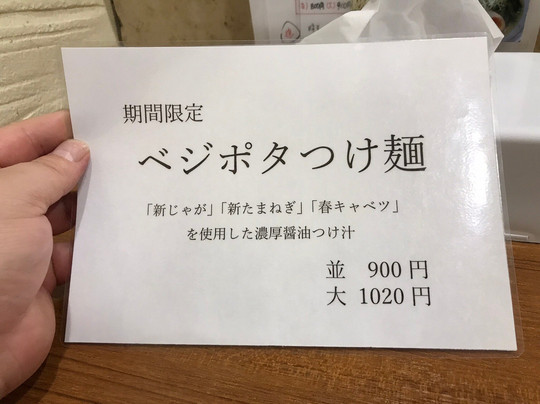 期間限定
ベジポタつけ麺
「新じゃが」「新たまねぎ」「春キャベツ」
を使用した濃厚醤油つけ汁
並 900円
大 1020円